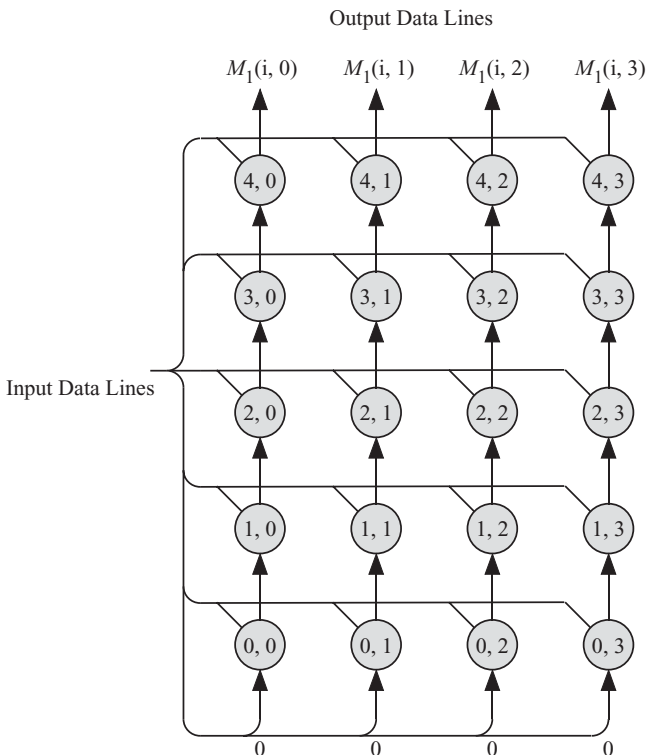 Output Data Lines
M1(i, 0) M1(i, 1) M1(i, 2) M1(i, 3)
4, 0 4, 1 4, 2 4, 3
3, 0 3, 1 3, 2 3, 3
Input Data Lines
2, 0 2, 1 2, 2 2, 3
1, 0 1, 1 1, 2 1, 3
0, 0 0, 1 0, 2 0, 3
0 0 0 0